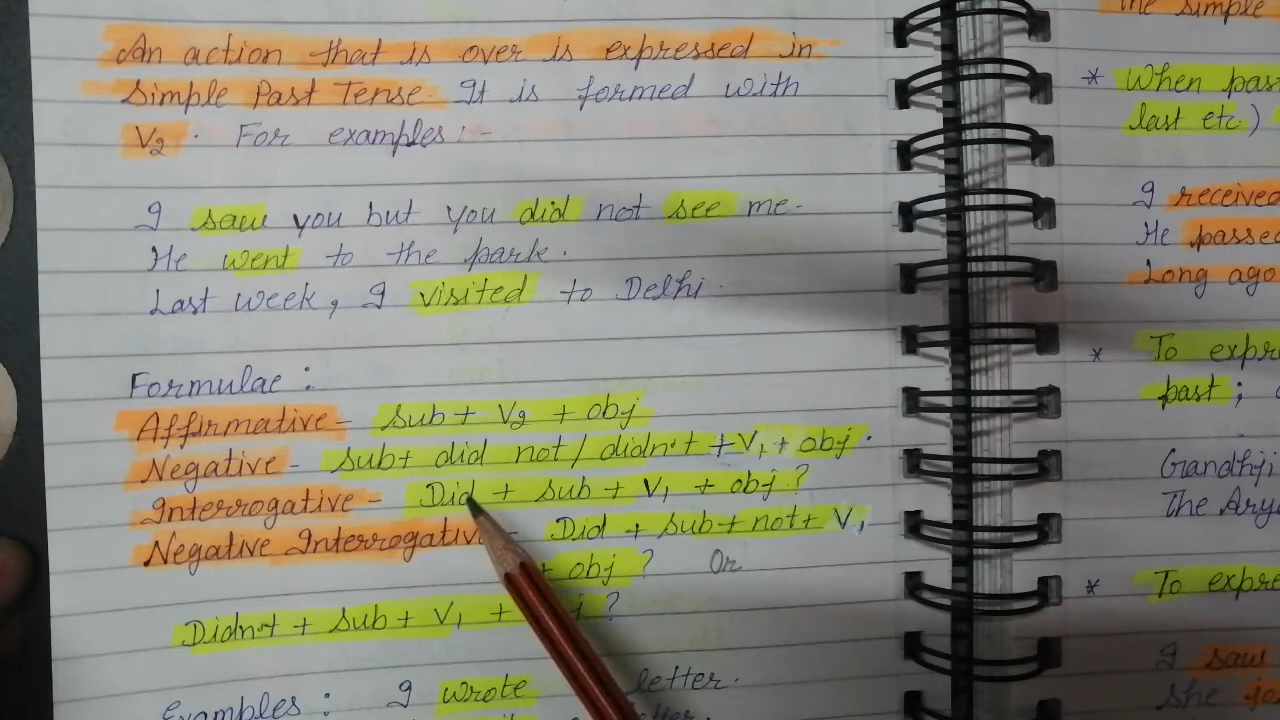 An action that is over is expressed in
Simple Past Tense. It is formed with
V2. For examples:-
I saw you but you did not see me.
He went to the park.
Last week, I visited to Delhi.
Formulae:
Affirmative - Sub + V2 + obj
Negative - Sub + did not / didn't + V1 + obj.
Interrogative - Did + sub + V1 + obj.?
Negative Interrogative - Did + sub + not + V1
+ obj? Or
Didn't + sub + V1 + ?
Examples: I wrote letter.
the simple
* When
last etc.)
I received
He passed
Long ago
* To
past;
Gandhiji
The
* To
I saw
She